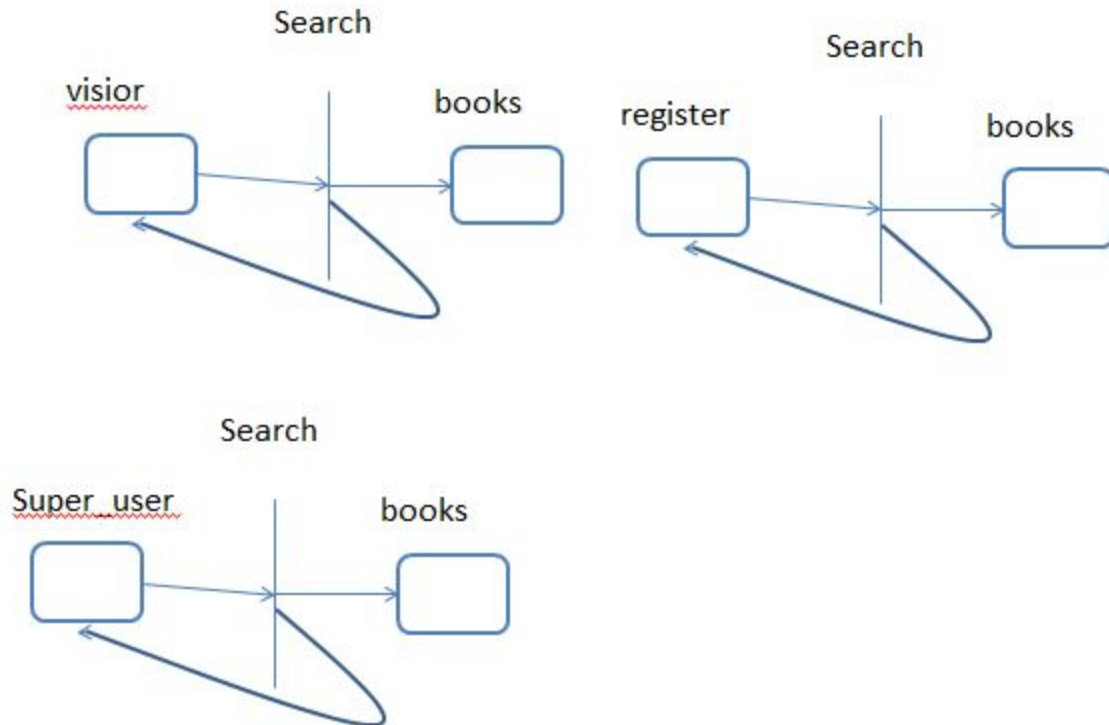 Search
visior
books
Search
register
books
Search
Super_user
books